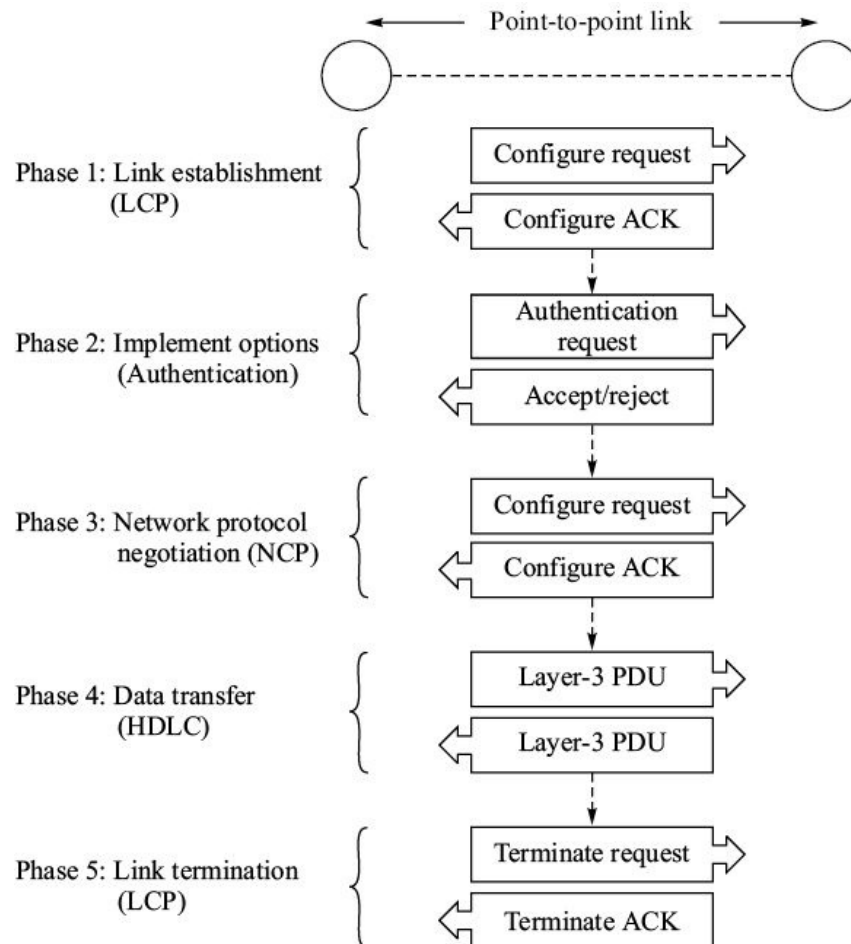 Point-to-point link
Phase 1: Link establishment
(LCP)
Configure request
Configure ACK
Phase 2: Implement options
(Authentication)
Authentication
request
Accept/reject
Phase 3: Network protocol
negotiation (NCP)
Configure request
Configure ACK
Phase 4: Data transfer
(HDLC)
Layer-3 PDU
Layer-3 PDU
Phase 5: Link termination
(LCP)
Terminate request
Terminate ACK